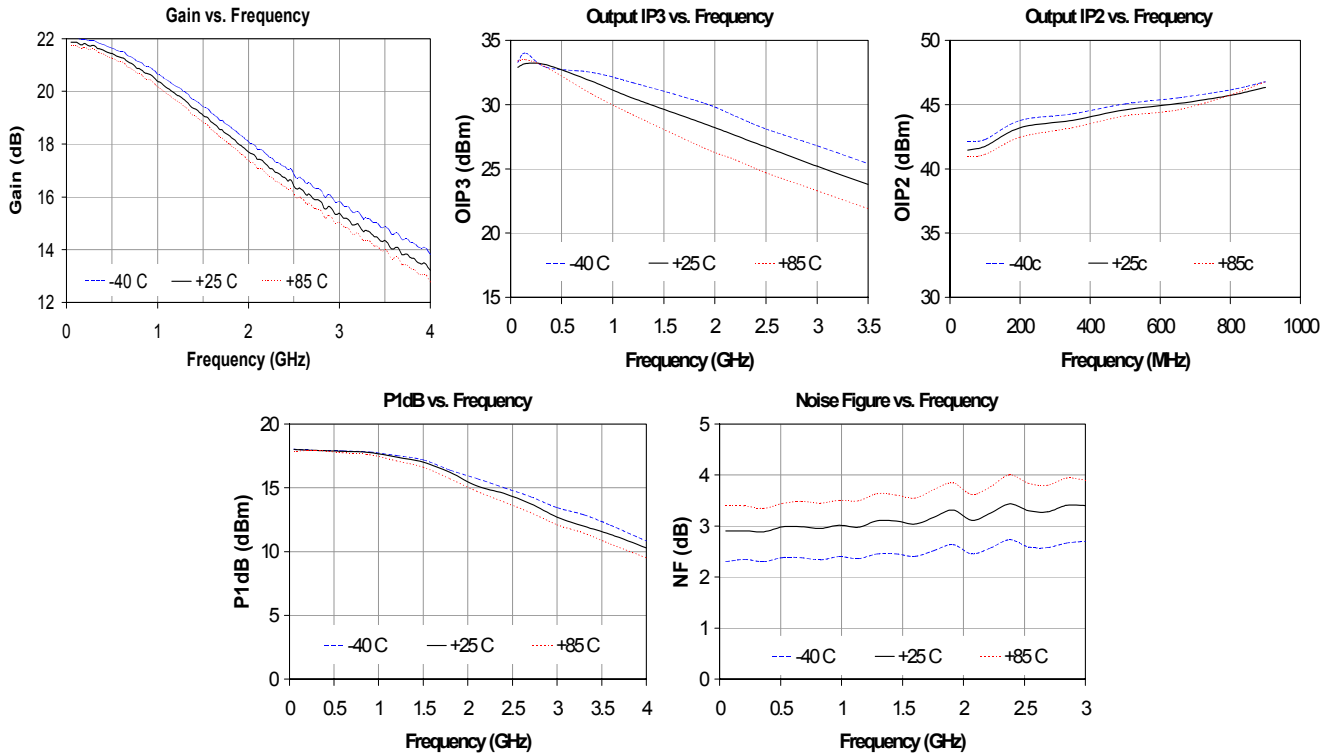 Gain vs. Frequency
Gain (dB)
22
20
18
16
14
12
-40 C +25 C +85 C
0 1 2 3 4
Frequency (GHz)
Output IP3 vs. Frequency
OIP3 (dBm)
35
30
25
20
15
-40 C +25 C +85 C
0 0.5 1 1.5 2 2.5 3 3.5
Frequency (GHz)
Output IP2 vs. Frequency
OIP2 (dBm)
50
45
40
35
30
-40c +25c +85c
0 200 400 600 800 1000
Frequency (MHz)
P1dB vs. Frequency
P1dB (dBm)
20
15
10
5
0
-40 C +25 C +85 C
0 0.5 1 1.5 2 2.5 3 3.5 4
Frequency (GHz)
Noise Figure vs. Frequency
NF (dB)
5
4
3
2
1
0
-40 C +25 C +85 C
0 0.5 1 1.5 2 2.5 3
Frequency (GHz)